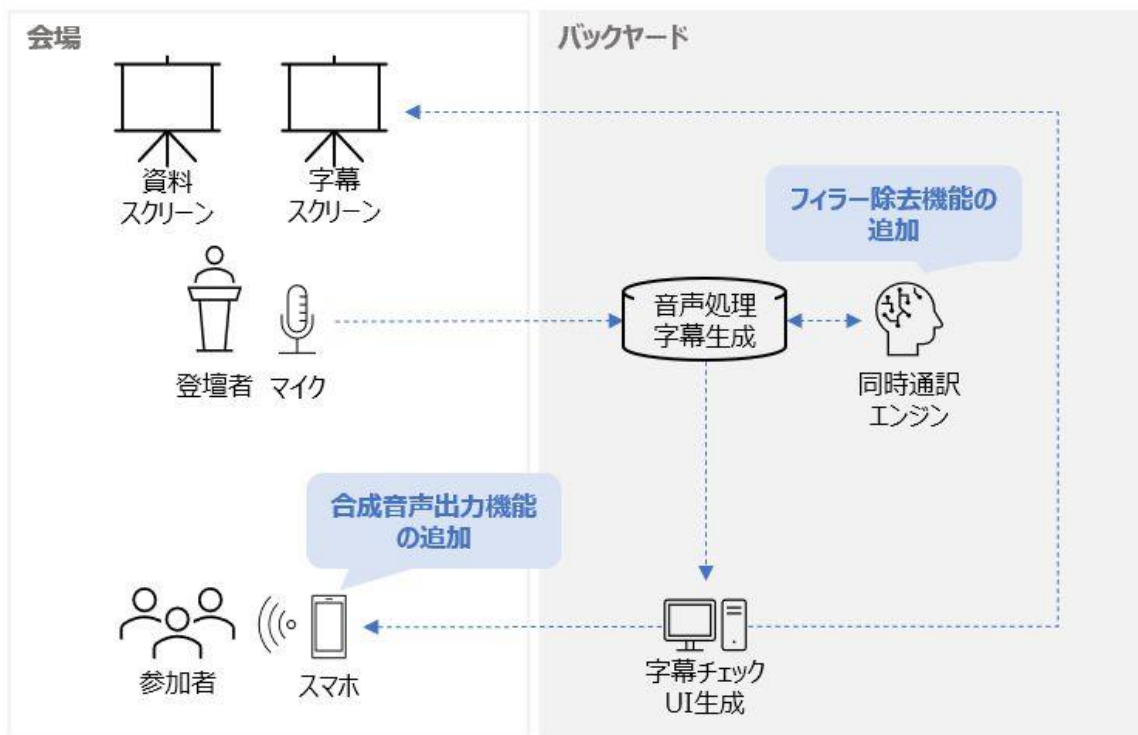 会場
資料
スクリーン
字幕
スクリーン
登壇者
マイク
合成音声出力機能
の追加
参加者
スマホ
バックヤード
フィラー除去機能の
追加
音声処理
字幕生成
同時通訳
エンジン
字幕チェック
UI生成